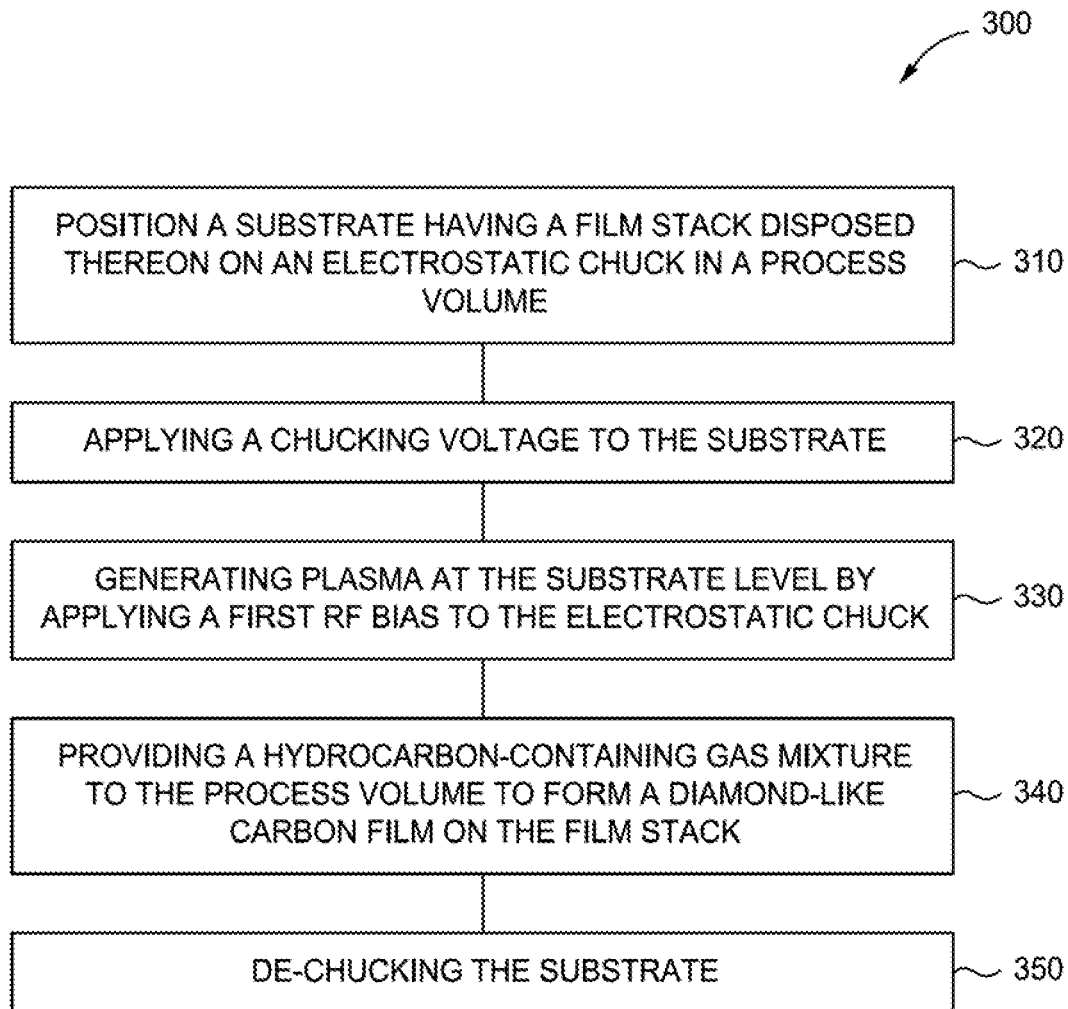 300
POSITION A SUBSTRATE HAVING A FILM STACK DISPOSED
THEREON ON AN ELECTROSTATIC CHUCK IN A PROCESS
VOLUME
310
APPLYING A CHUCKING VOLTAGE TO THE SUBSTRATE
320
GENERATING PLASMA AT THE SUBSTRATE LEVEL BY
APPLYING A FIRST RF BIAS TO THE ELECTROSTATIC CHUCK
330
PROVIDING A HYDROCARBON-CONTAINING GAS MIXTURE
TO THE PROCESS VOLUME TO FORM A DIAMOND-LIKE
CARBON FILM ON THE FILM STACK
340
DE-CHUCKING THE SUBSTRATE
350